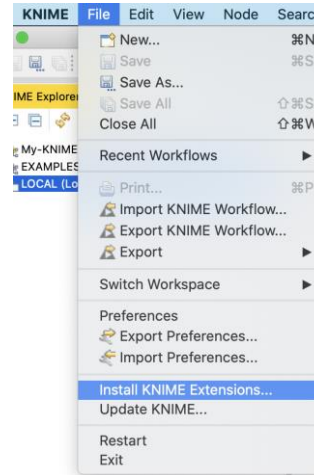 KNIME File Edit View Node Searc
New... ⌘N
Save ⌘S
Save As...
Save All ⇧⌘S
Close All ⇧⌘W
IME Explorer
My-KNIME
EXAMPLES
LOCAL (Lo
Recent Workflows
Print... ⌘P
Import KNIME Workflow...
Export KNIME Workflow...
Export
Switch Workspace
Preferences
Export Preferences...
Import Preferences...
Install KNIME Extensions...
Update KNIME...
Restart
Exit